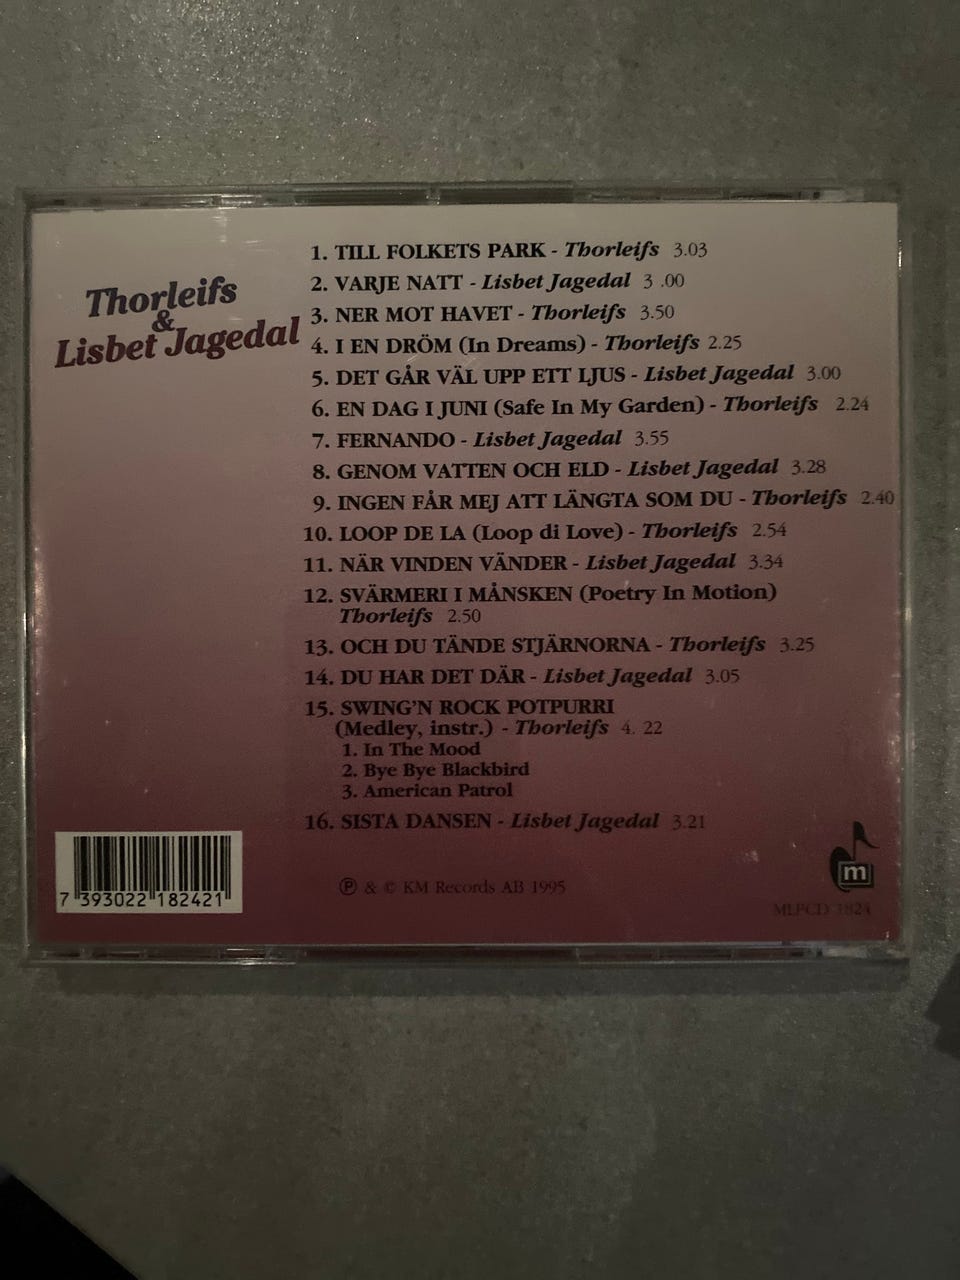 Thorleifs
&
Lisbet Jagedal
1. TILL FOLKETS PARK - Thorleifs 3.03
2. VARJE NATT - Lisbet Jagedal 3 .00
3. NER MOT HAVET - Thorleifs 3.50
4. I EN DRÖM (In Dreams) - Thorleifs 2.25
5. DET GÅR VÄL UPP ETT LJUS - Lisbet Jagedal 3.00
6. EN DAG I JUNI (Safe In My Garden) - Thorleifs 2.24
7. FERNANDO - Lisbet Jagedal 3.55
8. GENOM VATTEN OCH ELD - Lisbet Jagedal 3.28
9. INGEN FÅR MEJ ATT LÄNGTA SOM DU - Thorleifs 2.40
10. LOOP DE LA (Loop di Love) - Thorleifs 2.54
11. NÄR VINDEN VÄNDER - Lisbet Jagedal 3.34
12. SVÄRMERI I MÅNSKEN (Poetry In Motion)
Thorleifs 2.50
13. OCH DU TÄNDE STJÄRNORNA - Thorleifs 3.25
14. DU HAR DET DÄR - Lisbet Jagedal 3.05
15. SWING'N ROCK POTPURRI
(Medley, instr.) - Thorleifs 4. 22
1. In The Mood
2. Bye Bye Blackbird
3. American Patrol
16. SISTA DANSEN - Lisbet Jagedal 3.21
℗ & © KM Records AB 1995
7 393022 182421
m
MLPCD 1824